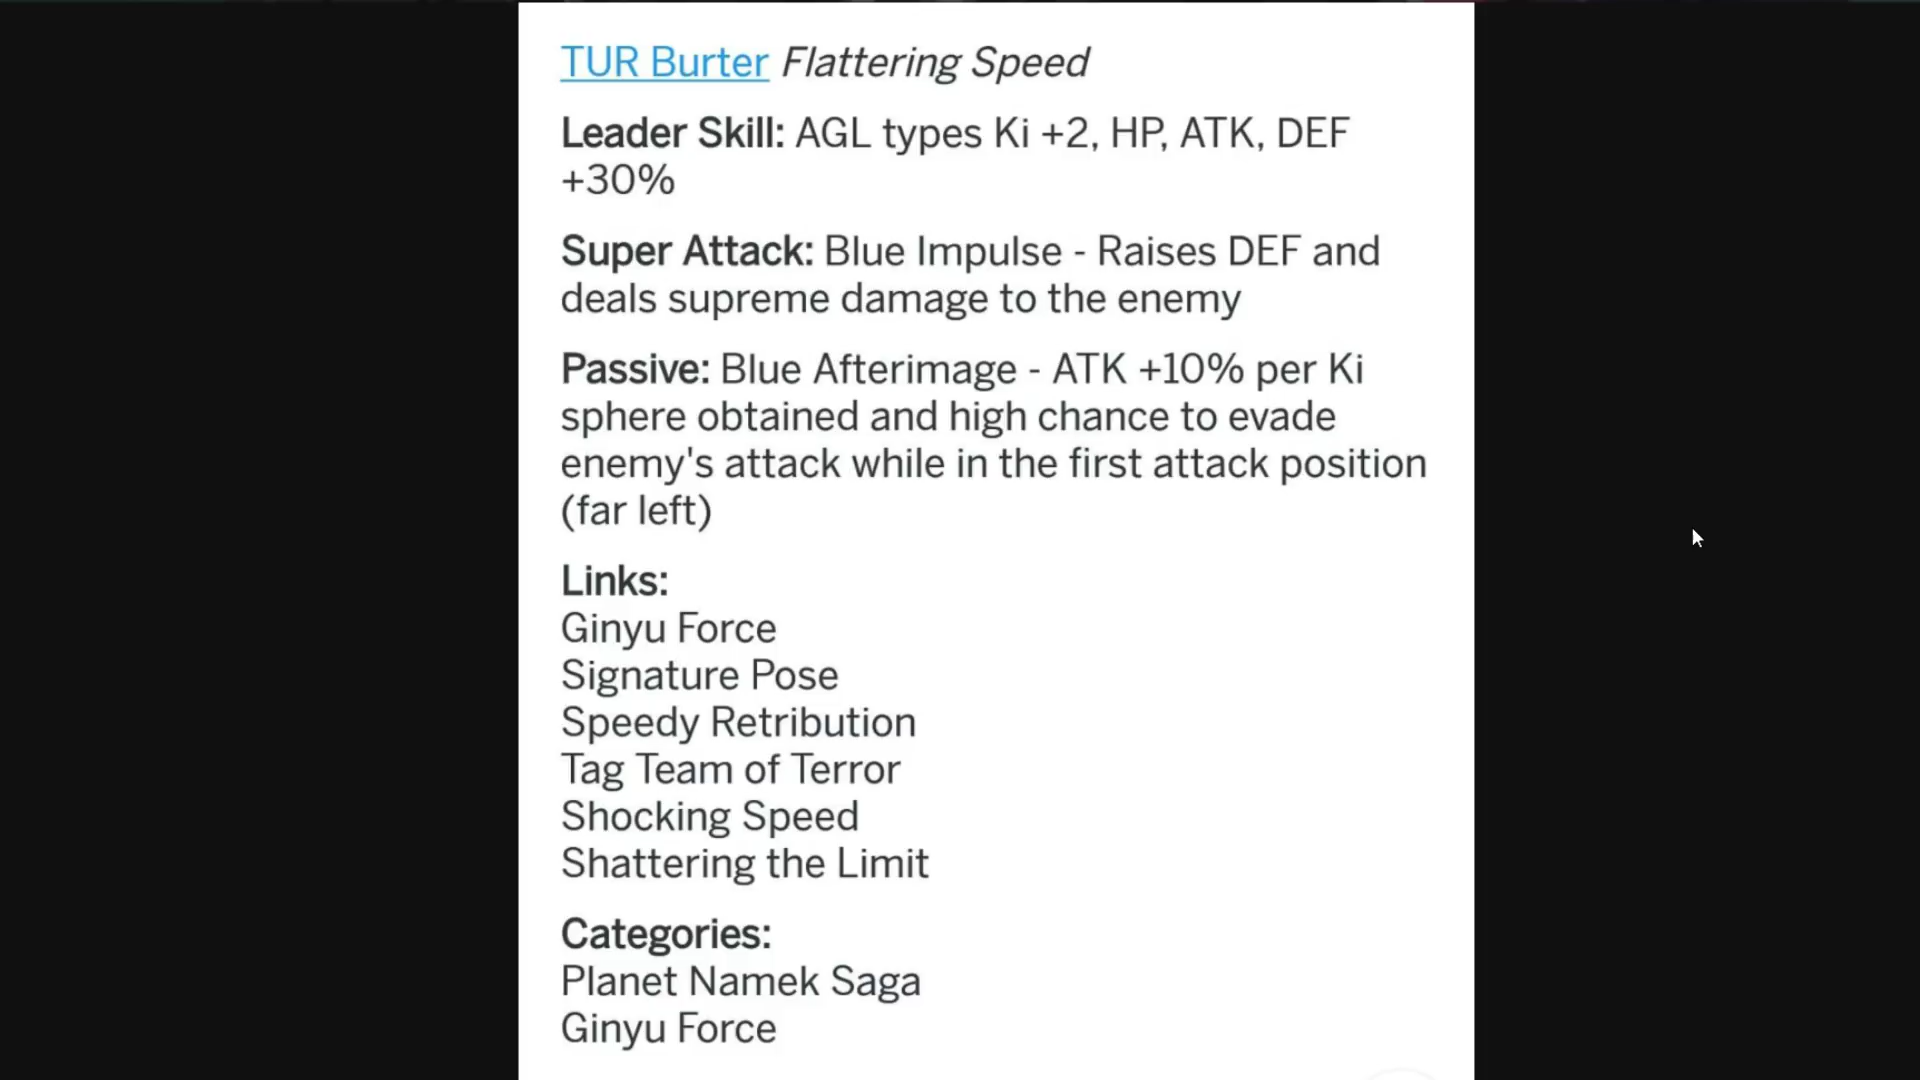 TUR Burter Flattering Speed
Leader Skill: AGL types Ki +2, HP, ATK, DEF
+30%
Super Attack: Blue Impulse - Raises DEF and
deals supreme damage to the enemy
Passive: Blue Afterimage - ATK +10% per Ki
sphere obtained and high chance to evade
enemy's attack while in the first attack position
(far left)
Links:
Ginyu Force
Signature Pose
Speedy Retribution
Tag Team of Terror
Shocking Speed
Shattering the Limit
Categories:
Planet Namek Saga
Ginyu Force